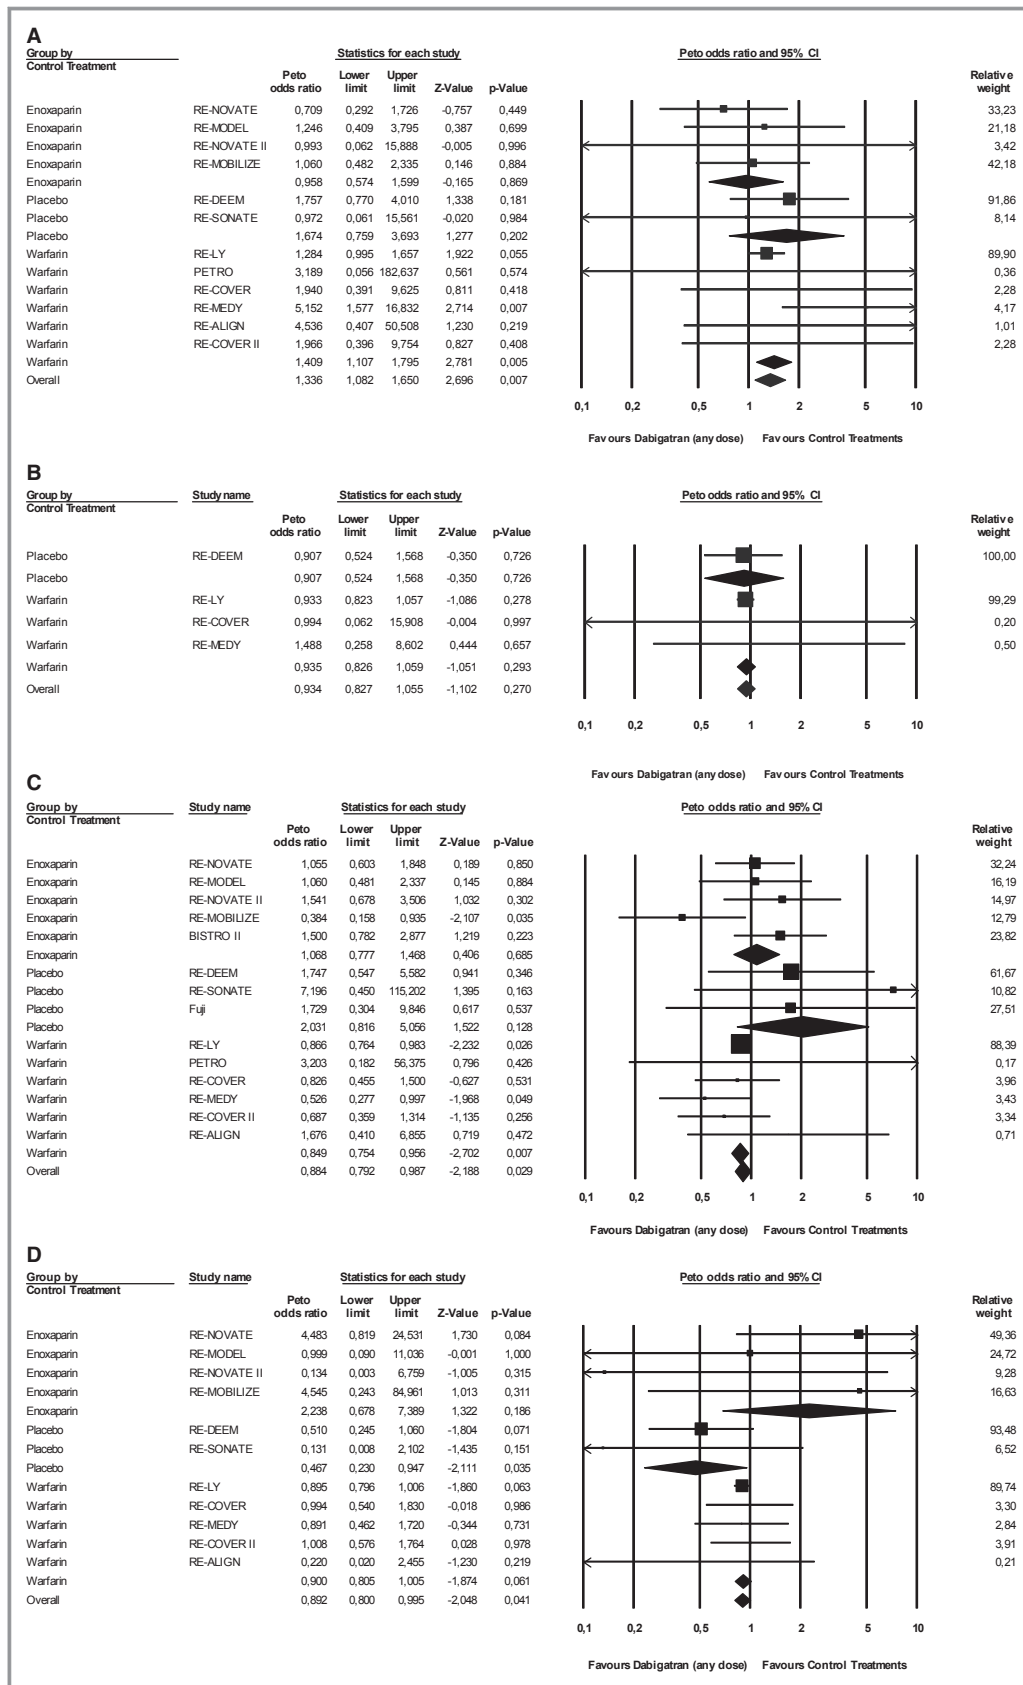 A
Group by Statistics for each study Peto odds ratio and 95% CI
Control Treatment
Peto Lower Upper Relative
odds ratio limit limit Z-Value p-Value weight
Enoxaparin RE-NOVATE 0,709 0,292 1,726 -0,757 0,449 33,23
Enoxaparin RE-MODEL 1,246 0,409 3,795 0,387 0,699 21,18
Enoxaparin RE-NOVATE II 0,993 0,062 15,888 -0,005 0,996 3,42
Enoxaparin RE-MOBILIZE 1,060 0,482 2,335 0,146 0,884 42,18
Enoxaparin 0,958 0,574 1,599 -0,165 0,869
Placebo RE-DEEM 1,757 0,770 4,010 1,338 0,181 91,86
Placebo RE-SONATE 0,972 0,061 15,561 -0,020 0,984 8,14
Placebo 1,674 0,759 3,693 1,277 0,202
Warfarin RE-LY 1,284 0,995 1,657 1,922 0,055 89,90
Warfarin PETRO 3,189 0,056 182,637 0,561 0,574 0,36
Warfarin RE-COVER 1,940 0,391 9,625 0,811 0,418 2,28
Warfarin RE-MEDY 5,152 1,577 16,832 2,714 0,007 4,17
Warfarin RE-ALIGN 4,536 0,407 50,508 1,230 0,219 1,01
Warfarin RE-COVER II 1,966 0,396 9,754 0,827 0,408 2,28
Warfarin 1,409 1,107 1,795 2,781 0,005
Overall 1,336 1,082 1,650 2,696 0,007
0,1 0,2 0,5 1 2 5 10
Favours Dabigatran (any dose) Favours Control Treatments
B
Group by Study name Statistics for each study Peto odds ratio and 95% CI
Control Treatment
Peto Lower Upper Relative
odds ratio limit limit Z-Value p-Value weight
Placebo RE-DEEM 0,907 0,524 1,568 -0,350 0,726 100,00
Placebo 0,907 0,524 1,568 -0,350 0,726
Warfarin RE-LY 0,933 0,823 1,057 -1,086 0,278 99,29
Warfarin RE-COVER 0,994 0,062 15,908 -0,004 0,997 0,20
Warfarin RE-MEDY 1,488 0,258 8,602 0,444 0,657 0,50
Warfarin 0,935 0,826 1,059 -1,051 0,293
Overall 0,934 0,827 1,055 -1,102 0,270
0,1 0,2 0,5 1 2 5 10
Favours Dabigatran (any dose) Favours Control Treatments
C
Group by Study name Statistics for each study Peto odds ratio and 95% CI
Control Treatment
Peto Lower Upper Relative
odds ratio limit limit Z-Value p-Value weight
Enoxaparin RE-NOVATE 1,055 0,603 1,848 0,189 0,850 32,24
Enoxaparin RE-MODEL 1,060 0,481 2,337 0,145 0,884 16,19
Enoxaparin RE-NOVATE II 1,541 0,678 3,506 1,032 0,302 14,97
Enoxaparin RE-MOBILIZE 0,384 0,158 0,935 -2,107 0,035 12,79
Enoxaparin BISTRO II 1,500 0,782 2,877 1,219 0,223 23,82
Enoxaparin 1,068 0,777 1,468 0,406 0,685
Placebo RE-DEEM 1,747 0,547 5,582 0,941 0,346 61,67
Placebo RE-SONATE 7,196 0,450 115,202 1,395 0,163 10,82
Placebo Fuji 1,729 0,304 9,846 0,617 0,537 27,51
Placebo 2,031 0,816 5,056 1,522 0,128
Warfarin RE-LY 0,866 0,764 0,983 -2,232 0,026 88,39
Warfarin PETRO 3,203 0,182 56,375 0,796 0,426 0,17
Warfarin RE-COVER 0,826 0,455 1,500 -0,627 0,531 3,96
Warfarin RE-MEDY 0,526 0,277 0,997 -1,968 0,049 3,43
Warfarin RE-COVER II 0,687 0,359 1,314 -1,135 0,256 3,34
Warfarin RE-ALIGN 1,676 0,410 6,855 0,719 0,472 0,71
Warfarin 0,849 0,754 0,956 -2,702 0,007
Overall 0,884 0,792 0,987 -2,188 0,029
0,1 0,2 0,5 1 2 5 10
Favours Dabigatran (any dose) Favours Control Treatments
D
Group by Study name Statistics for each study Peto odds ratio and 95% CI
Control Treatment
Peto Lower Upper Relative
odds ratio limit limit Z-Value p-Value weight
Enoxaparin RE-NOVATE 4,483 0,819 24,531 1,730 0,084 49,36
Enoxaparin RE-MODEL 0,999 0,090 11,036 -0,001 1,000 24,72
Enoxaparin RE-NOVATE II 0,134 0,003 6,759 -1,005 0,315 9,28
Enoxaparin RE-MOBILIZE 4,545 0,243 84,961 1,013 0,311 16,63
Enoxaparin 2,238 0,678 7,389 1,322 0,186
Placebo RE-DEEM 0,510 0,245 1,060 -1,804 0,071 93,48
Placebo RE-SONATE 0,131 0,008 2,102 -1,435 0,151 6,52
Placebo 0,467 0,230 0,947 -2,111 0,035
Warfarin RE-LY 0,895 0,796 1,006 -1,860 0,063 89,74
Warfarin RE-COVER 0,994 0,540 1,830 -0,018 0,986 3,30
Warfarin RE-MEDY 0,891 0,462 1,720 -0,344 0,731 2,84
Warfarin RE-COVER II 1,008 0,576 1,764 0,028 0,978 3,91
Warfarin RE-ALIGN 0,220 0,020 2,455 -1,230 0,219 0,21
Warfarin 0,900 0,805 1,005 -1,874 0,061
Overall 0,892 0,800 0,995 -2,048 0,041
0,1 0,2 0,5 1 2 5 10
Favours Dabigatran (any dose) Favours Control Treatments